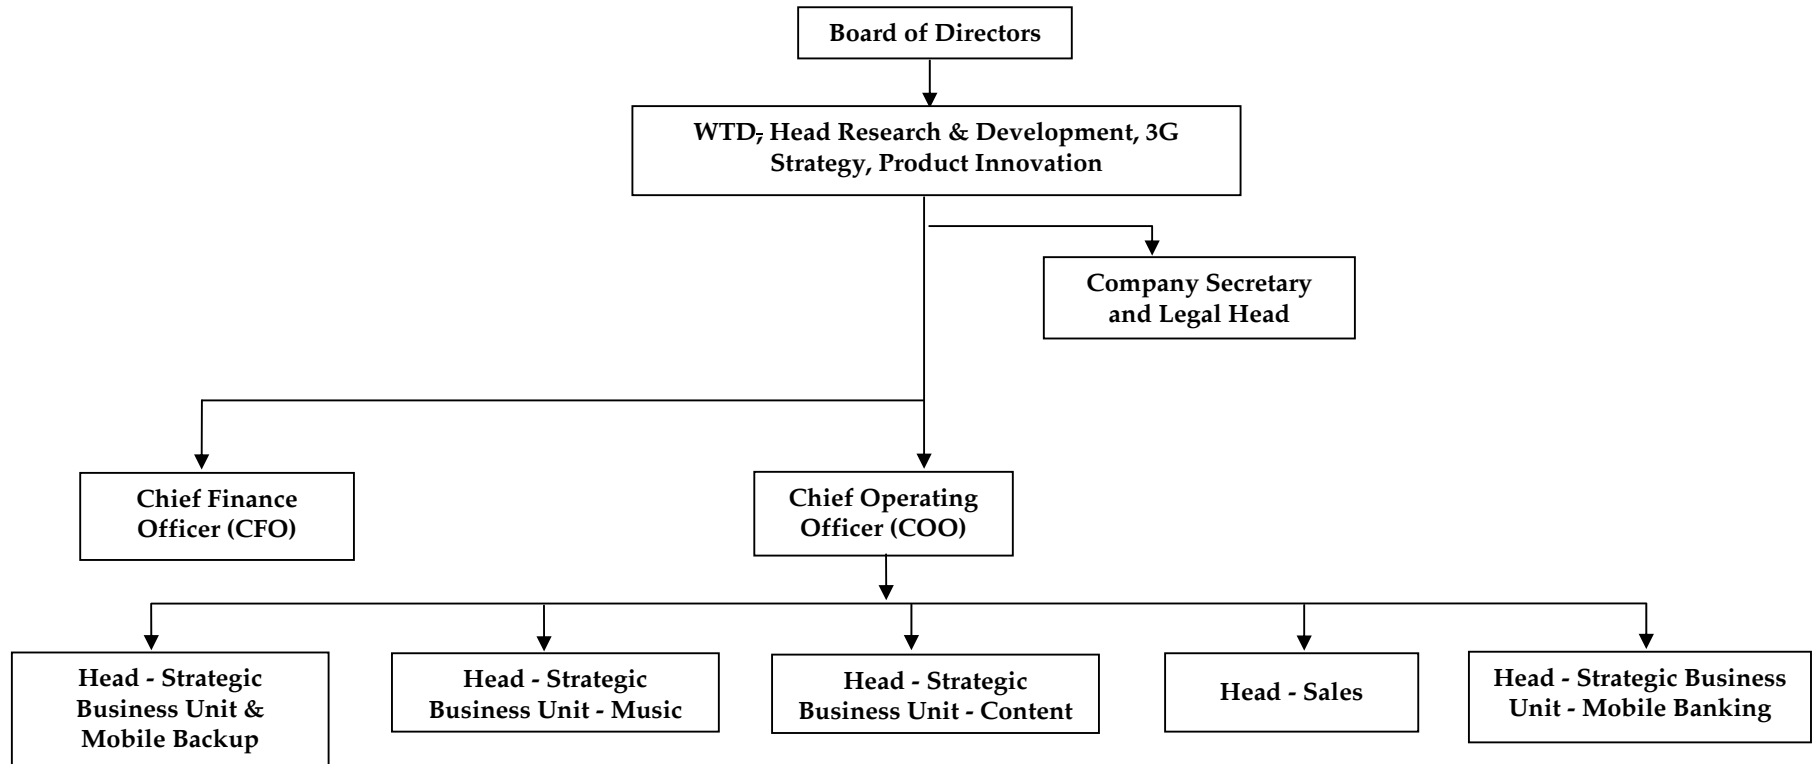 Board of Directors
WTD, Head Research & Development, 3G
Strategy, Product Innovation
Company Secretary
and Legal Head
Chief Finance
Officer (CFO)
Chief Operating
Officer (COO)
Head - Strategic
Business Unit &
Mobile Backup
Head - Strategic
Business Unit - Music
Head - Strategic
Business Unit - Content
Head - Sales
Head - Strategic Business
Unit - Mobile Banking